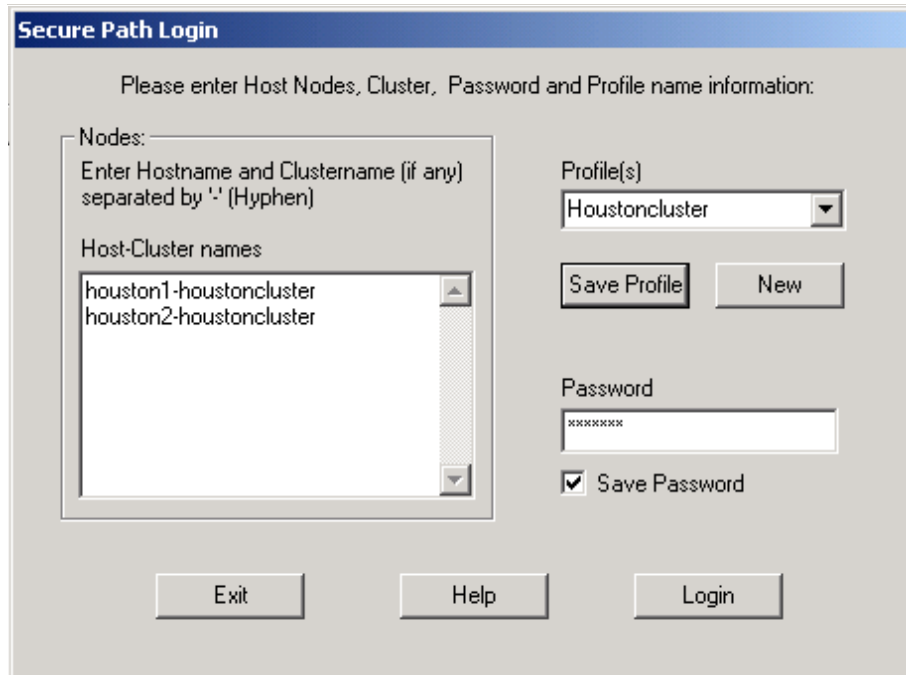 Secure Path Login
Please enter Host Nodes, Cluster,  Password and Profile name information:
Nodes:
Enter Hostname and Clustername (if any)
separated by '-' (Hyphen)
Host-Cluster names
houston1-houstoncluster
houston2-houstoncluster
Profile(s)
Houstoncluster
Save Profile
New
Password
*******
Save Password
Exit
Help
Login